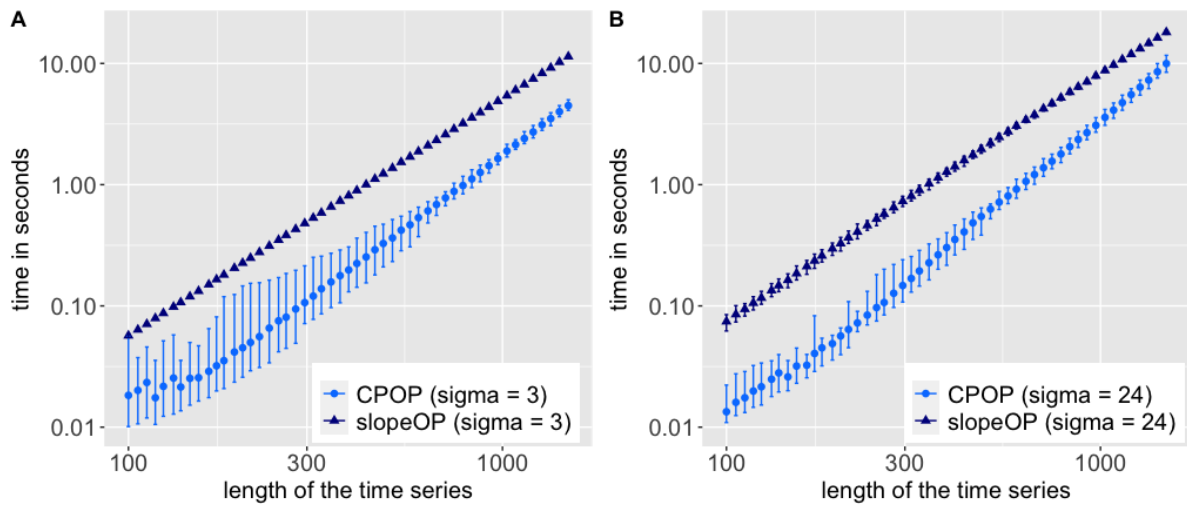 A
10.00
1.00
0.10
0.01
time in seconds
CPOP (sigma = 3)
slopeOP (sigma = 3)
100
300
1000
length of the time series
B
10.00
1.00
0.10
0.01
time in seconds
CPOP (sigma = 24)
slopeOP (sigma = 24)
100
300
1000
length of the time series